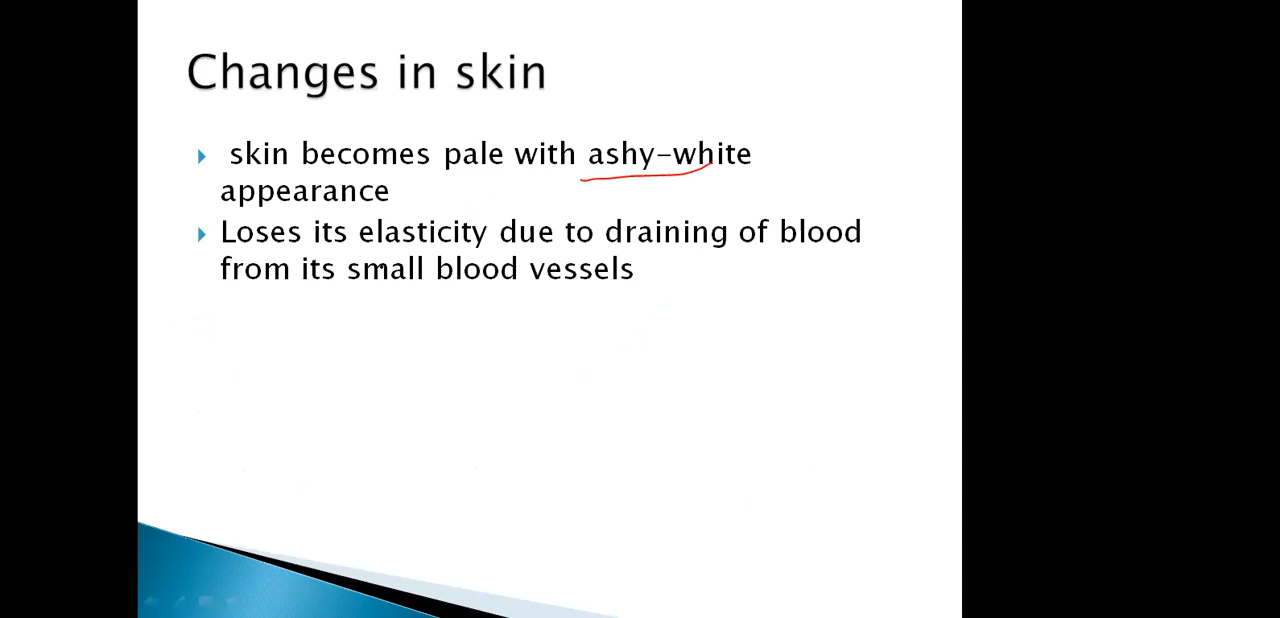 Changes in skin
skin becomes pale with ashy-white
appearance
Loses its elasticity due to draining of blood
from its small blood vessels